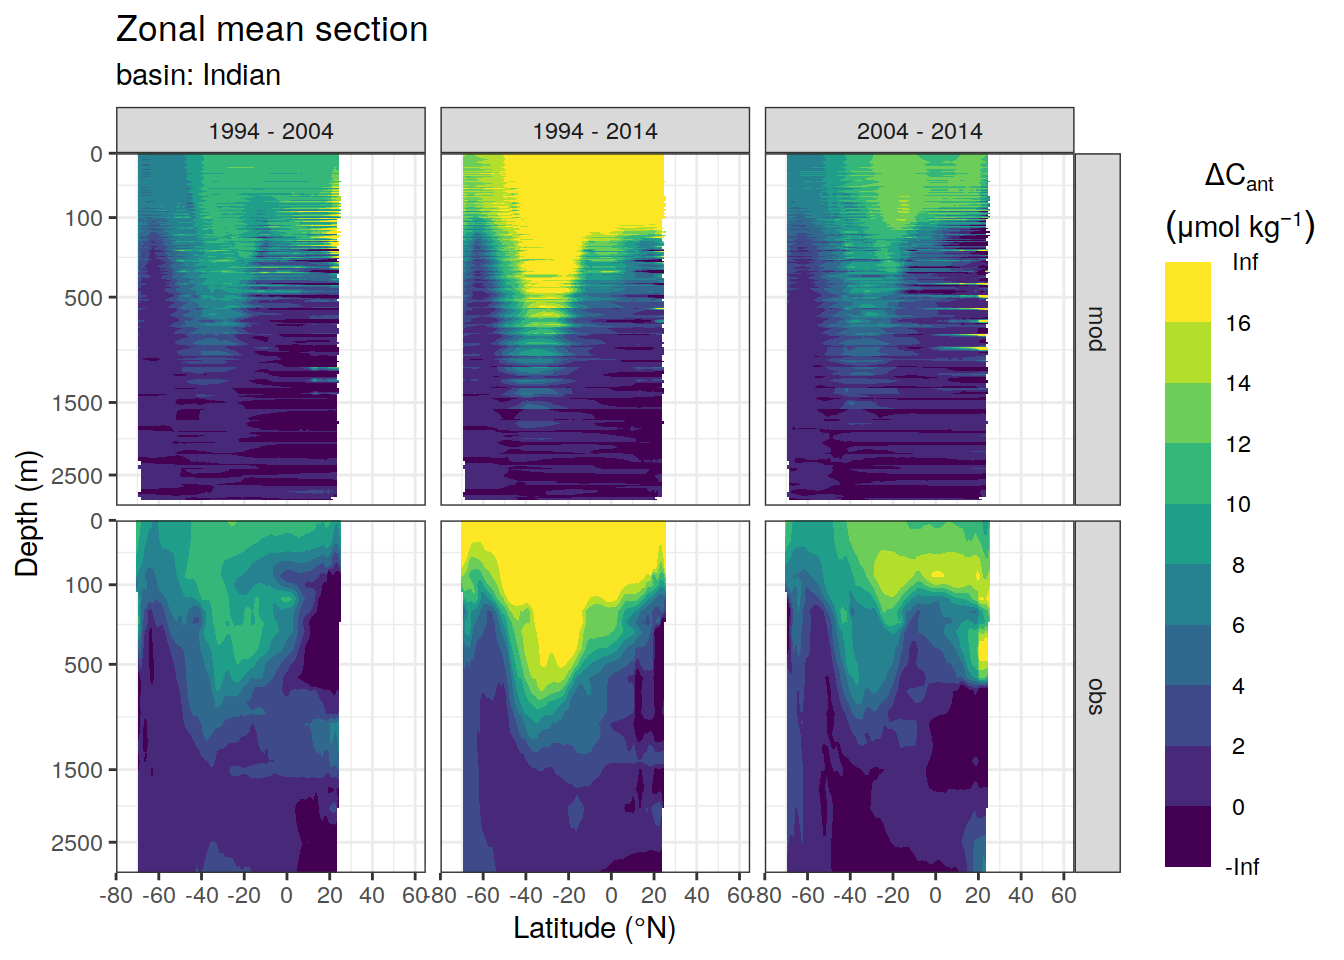 Zonal mean section
basin: Indian
1994 - 2004
1994 - 2014
2004 - 2014
0
100
500
1500
2500
mod
0
100
500
1500
2500
obs
Depth (m)
-80 -60 -40 -20 0 20 40 60
-80 -60 -40 -20 0 20 40 60
-80 -60 -40 -20 0 20 40 60
Latitude (°N)
ΔCant
(μmol kg⁻¹)
Inf
16
14
12
10
8
6
4
2
0
-Inf